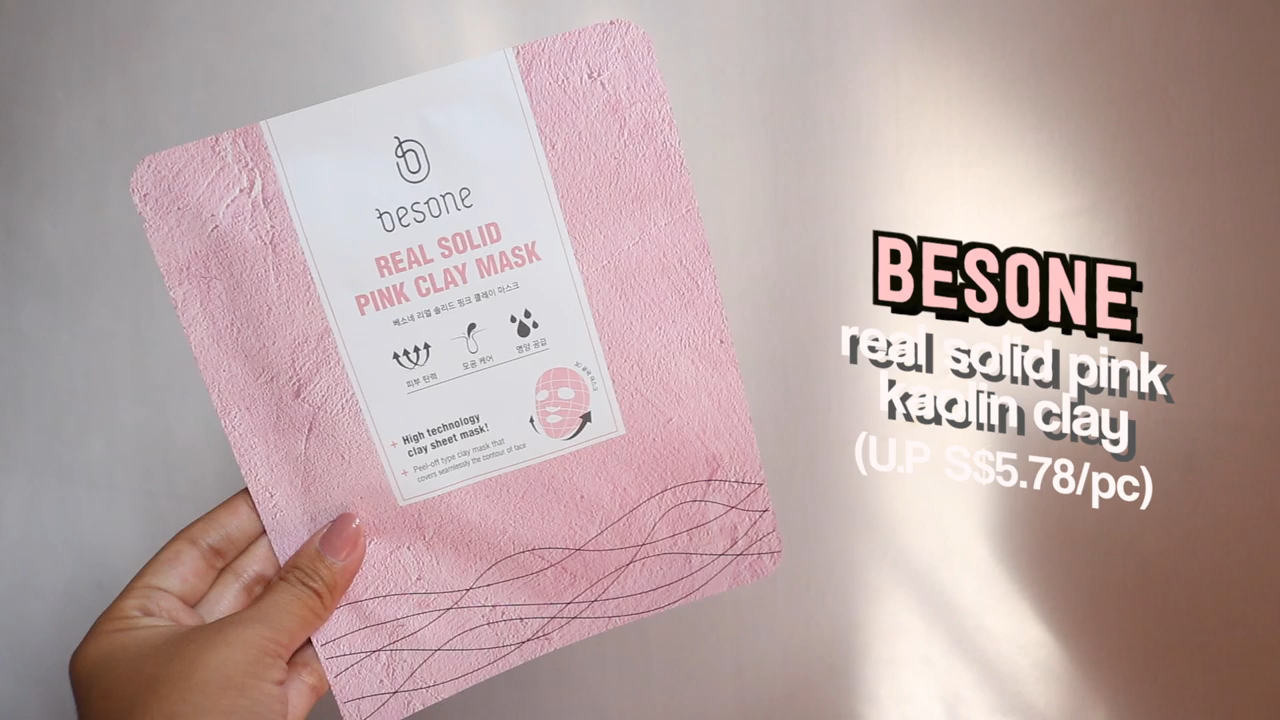 besone
REAL SOLID
PINK CLAY MASK
베스네 리얼 솔리드 핑크 클레이 마스크
피부 탄력
모공 케어
영양 공급
High technology
clay sheet mask!
Peel-off type clay mask that
covers seamlessly the contour of face
BESONE
real solid pink
kaolin clay
(U.P S$5.78/pc)